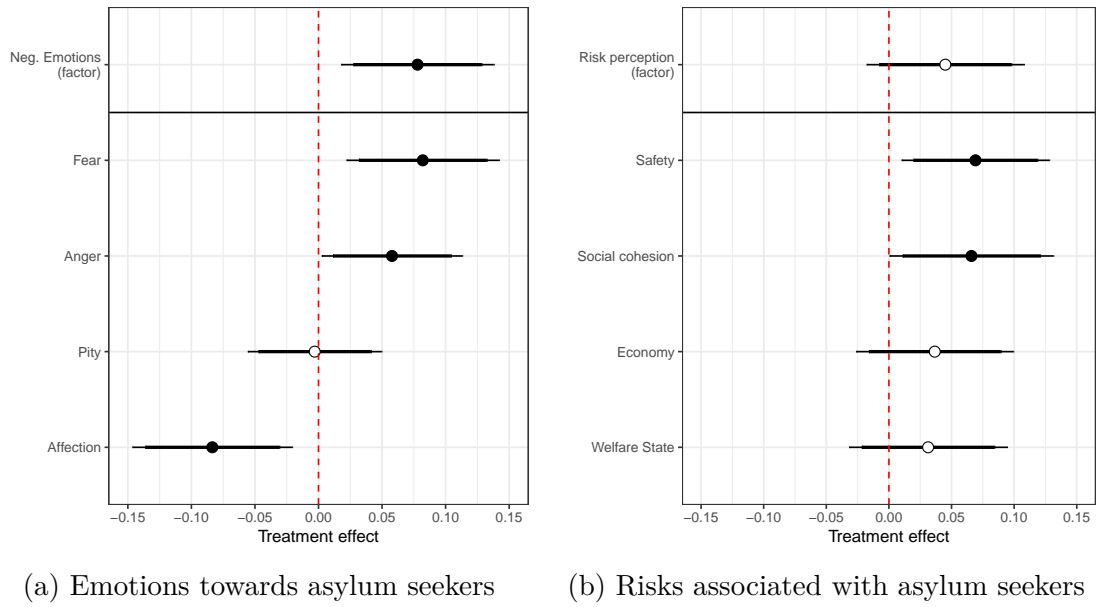 Neg. Emotions
(factor)
Fear
Anger
Pity
Affection
−0.15 −0.10 −0.05 0.00 0.05 0.10 0.15
Treatment effect
(a) Emotions towards asylum seekers
Risk perception
(factor)
Safety
Social cohesion
Economy
Welfare State
−0.15 −0.10 −0.05 0.00 0.05 0.10 0.15
Treatment effect
(b) Risks associated with asylum seekers